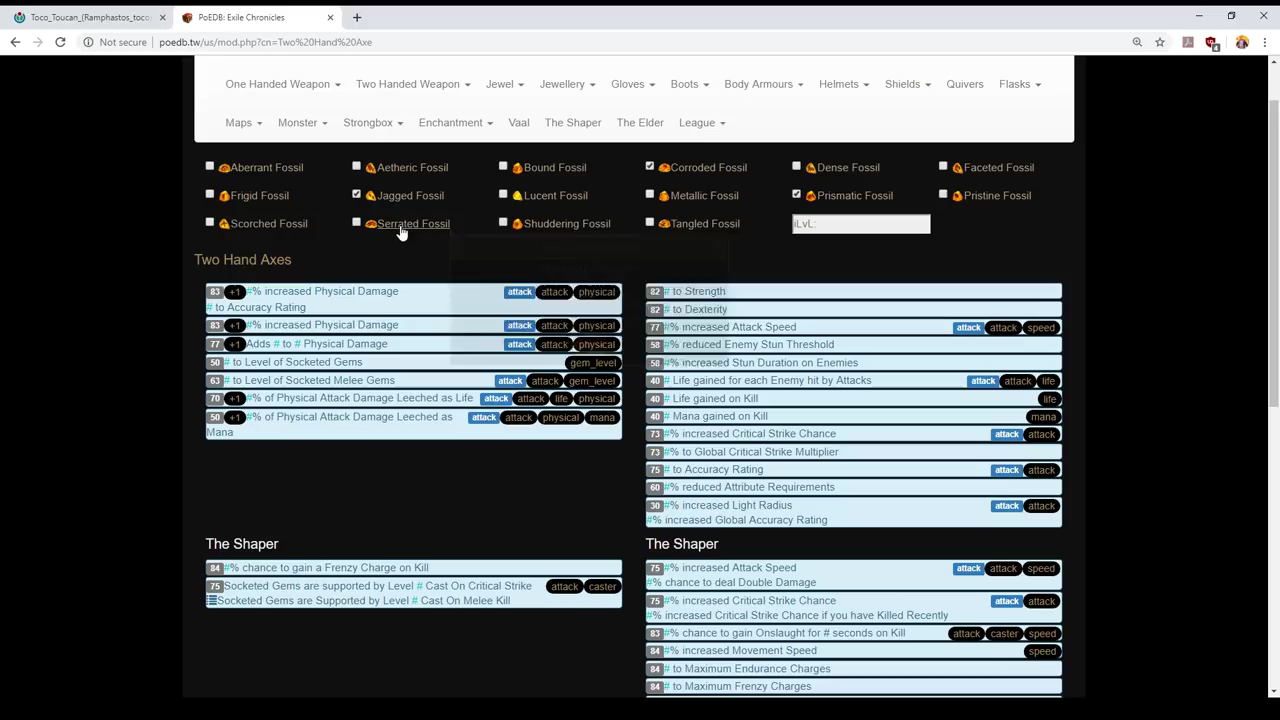 Toco_Toucan_(Ramphastos_toco
PoEDB: Exile Chronicles
Not secure
poedb.tw/us/mod.php?cn=Two%20Hand%20Axe
One Handed Weapon Two Handed Weapon Jewel Jewellery Gloves Boots Body Armours Helmets Shields Quivers Flasks
Maps Monster Strongbox Enchantment Vaal The Shaper The Elder League
Aberrant Fossil Aetheric Fossil Bound Fossil Corroded Fossil Dense Fossil Faceted Fossil
Frigid Fossil Jagged Fossil Lucent Fossil Metallic Fossil Prismatic Fossil Pristine Fossil
Scorched Fossil Serrated Fossil Shuddering Fossil Tangled Fossil iLvL:
Two Hand Axes
83 +1 #% increased Physical Damage attack attack physical
# to Accuracy Rating
83 +1 #% increased Physical Damage attack attack physical
77 +1 Adds # to # Physical Damage attack attack physical
50 # to Level of Socketed Gems gem_level
63 # to Level of Socketed Melee Gems attack attack gem_level
70 +1 #% of Physical Attack Damage Leeched as Life attack attack life physical
50 +1 #% of Physical Attack Damage Leeched as attack attack physical mana
Mana
82 # to Strength
82 # to Dexterity
77 #% increased Attack Speed attack attack speed
58 #% reduced Enemy Stun Threshold
58 #% increased Stun Duration on Enemies
40 # Life gained for each Enemy hit by Attacks attack attack life
40 # Life gained on Kill life
40 # Mana gained on Kill mana
73 #% increased Critical Strike Chance attack attack
73 #% to Global Critical Strike Multiplier
75 # to Accuracy Rating attack attack
60 #% reduced Attribute Requirements
30 #% increased Light Radius attack attack
#% increased Global Accuracy Rating
The Shaper
84 #% chance to gain a Frenzy Charge on Kill
75 Socketed Gems are supported by Level # Cast On Critical Strike attack caster
Socketed Gems are Supported by Level # Cast On Melee Kill
The Shaper
75 #% increased Attack Speed attack attack speed
#% chance to deal Double Damage
75 #% increased Critical Strike Chance attack attack
#% increased Critical Strike Chance if you have Killed Recently
83 #% chance to gain Onslaught for # seconds on Kill attack caster speed
84 #% increased Movement Speed speed
84 # to Maximum Endurance Charges
84 # to Maximum Frenzy Charges